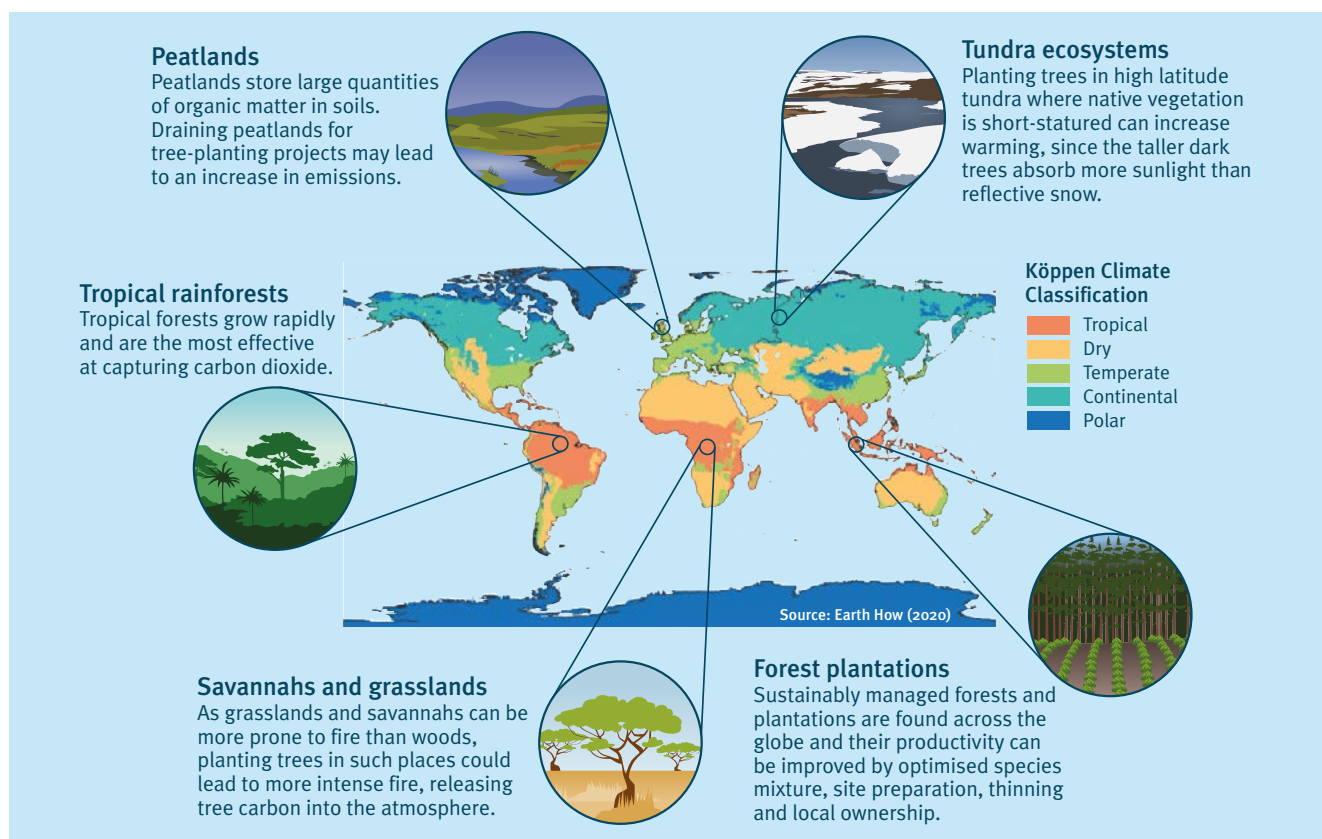 Peatlands
Peatlands store large quantities
of organic matter in soils.
Draining peatlands for
tree-planting projects may lead
to an increase in emissions.
Tundra ecosystems
Planting trees in high latitude
tundra where native vegetation
is short-statured can increase
warming, since the taller dark
trees absorb more sunlight than
reflective snow.
Tropical rainforests
Tropical forests grow rapidly
and are the most effective
at capturing carbon dioxide.
Köppen Climate
Classification
Tropical
Dry
Temperate
Continental
Polar
Source: Earth How (2020)
Savannahs and grasslands
As grasslands and savannahs can be
more prone to fire than woods,
planting trees in such places could
lead to more intense fire, releasing
tree carbon into the atmosphere.
Forest plantations
Sustainably managed forests and
plantations are found across the
globe and their productivity can
be improved by optimised species
mixture, site preparation, thinning
and local ownership.